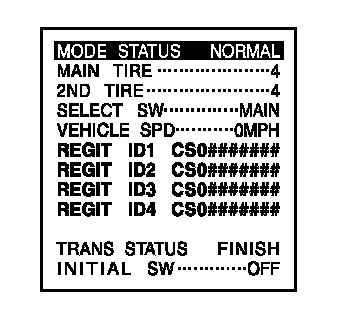 MODE STATUS NORMAL
MAIN TIRE····················4
2ND TIRE······················4
SELECT SW·············MAIN
VEHICLE SPD··········0MPH
REGIT ID1 CS0#######
REGIT ID2 CS0#######
REGIT ID3 CS0#######
REGIT ID4 CS0#######
TRANS STATUS FINISH
INITIAL SW·············OFF